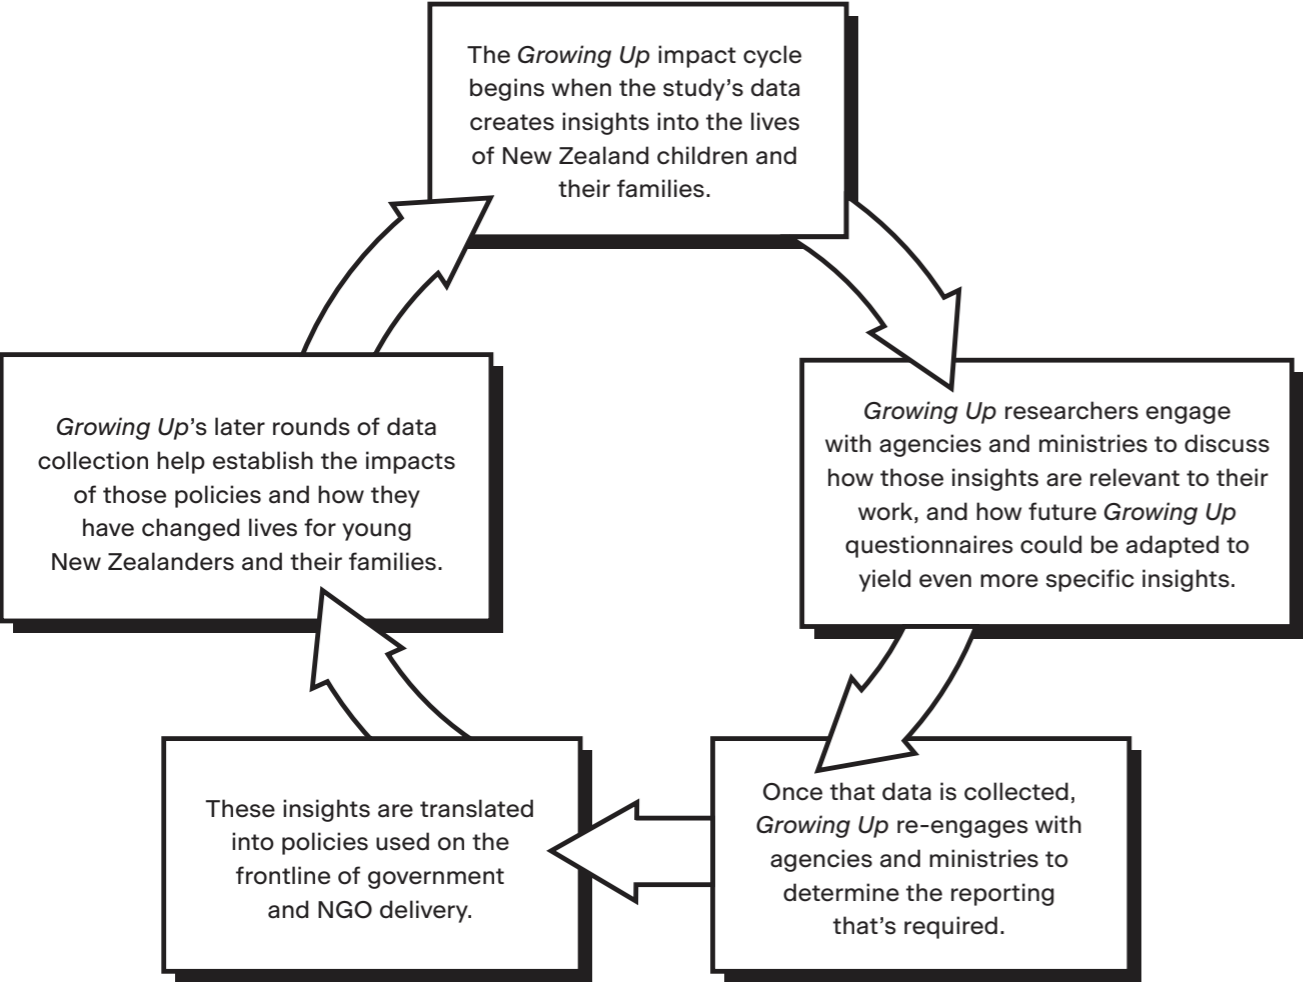 The Growing Up impact cycle
begins when the study’s data
creates insights into the lives
of New Zealand children and
their families.
Growing Up researchers engage
with agencies and ministries to discuss
how those insights are relevant to their
work, and how future Growing Up
questionnaires could be adapted to
yield even more specific insights.
Once that data is collected,
Growing Up re-engages with
agencies and ministries to
determine the reporting
that’s required.
These insights are translated
into policies used on the
frontline of government
and NGO delivery.
Growing Up’s later rounds of data
collection help establish the impacts
of those policies and how they
have changed lives for young
New Zealanders and their families.